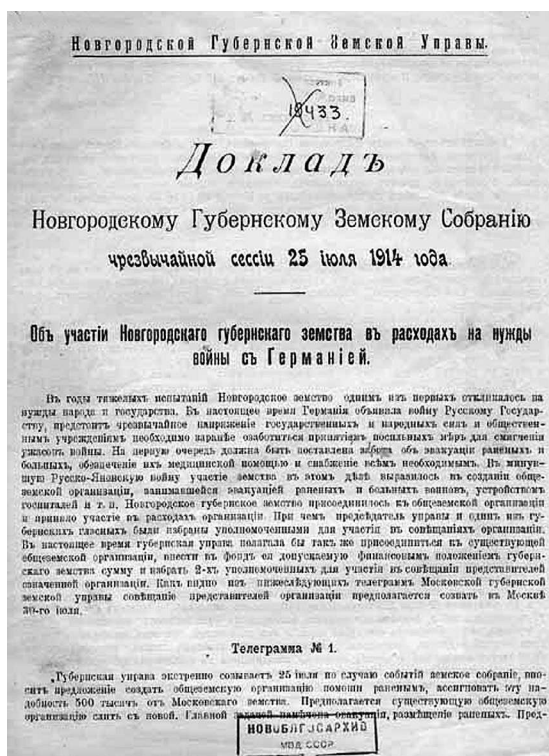 Новгородской Губернской Земской Управы.
18433.
Докладъ
Новгородскому Губернскому Земскому Собранію
чрезвычайной сессіи 25 іюля 1914 года
Объ участіи Новгородскаго губернскаго земства въ расходахъ на нужды
войны съ Германіей.
Въ годы тяжелыхъ испытаній Новгородское земство однимъ изъ первыхъ откликалось на
нужды народа и государства. Въ настоящее время Германія объявила войну Русскому Государ-
ству, предстоитъ чрезвычайное напряженіе государственныхъ и народныхъ силъ и обществен-
нымъ учрежденіямъ необходимо заранѣе озаботиться принятіемъ посильныхъ мѣръ для смягченія
ужасовъ войны. На первую очередь должна быть поставлена забота объ эвакуаціи раненыхъ и
больныхъ, обезпеченіе ихъ медицинской помощью и снабженіе всѣмъ необходимымъ. Въ минув-
шую Русско-Японскую войну участіе земства въ этомъ дѣлѣ выразилось въ созданіи обще-
земской организаціи, занимавшейся эвакуаціей раненыхъ и больныхъ воиновъ, устройствомъ
госпиталей и т. п. Новгородское губернское земство присоединилось къ общеземской организаціи
и приняло участіе въ расходахъ организаціи. При чемъ предсѣдатель управы и одинъ изъ гу-
бернскихъ гласныхъ были избраны уполномоченными для участія въ совѣщаніяхъ организаціи.
Въ настоящее время губернская управа полагала бы такъ же присоединиться къ существующей
общеземской организаціи, внести въ фондъ ея допускаемую финансовымъ положеніемъ губерн-
скаго земства сумму и избрать 2-хъ уполномоченныхъ для участія въ совѣщаніи представителей
означенной организаціи. Какъ видно изъ нижеслѣдующихъ телеграммъ Московской губернской
земской управы совѣщаніе представителей организаціи предполагается созвать въ Москвѣ
30-го іюля.
Телеграмма № 1.
„Губернская управа экстренно созываетъ 25 іюля по случаю событій земское собраніе, вно-
ситъ предложеніе создать общеземскую организацію помощи раненымъ, ассигновать эту на-
добность 500 тысячъ отъ Московскаго земства. Предполагается существующую общеземскую
организацію слить съ новой. Главной задачей намѣчена эвакуація, размѣщеніе раненыхъ. Пред-
НОВОБЛГОСАРХИВ
МВД СССР